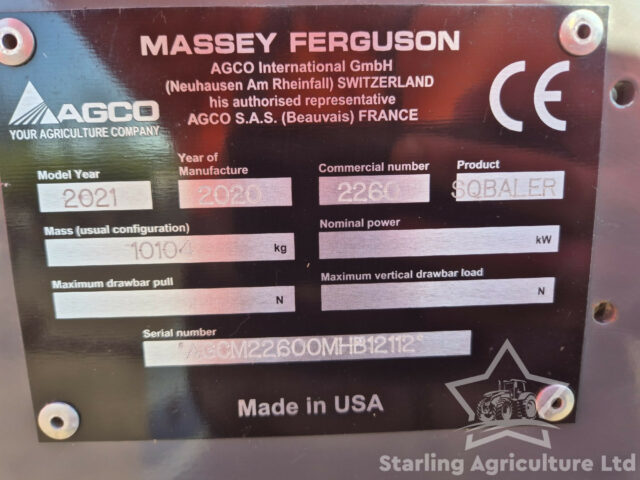 MASSEY FERGUSON
AGCO International GmbH
(Neuhausen Am Rheinfall) SWITZERLAND
his authorised representative
AGCO S.A.S. (Beauvais) FRANCE
CE
AGCO
YOUR AGRICULTURE COMPANY
Model Year
2021
Year of
Manufacture
2020
Commercial number
2260
Product
SQBALER
Mass (usual configuration)
10104 kg
Nominal power
kW
Maximum drawbar pull
N
Maximum vertical drawbar load
N
Serial number
*AGCM22600MHB12112*
Made in USA
Starling Agriculture Ltd